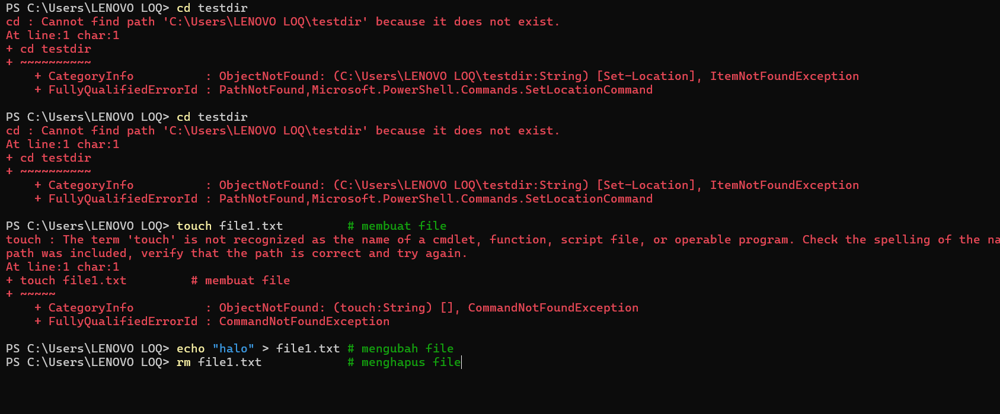 PS C:\Users\LENOVO LOQ> cd testdir
cd : Cannot find path 'C:\Users\LENOVO LOQ\testdir' because it does not exist.
At line:1 char:1
+ cd testdir
+ ~~~~~~~~~~
    + CategoryInfo          : ObjectNotFound: (C:\Users\LENOVO LOQ\testdir:String) [Set-Location], ItemNotFoundException
    + FullyQualifiedErrorId : PathNotFound,Microsoft.PowerShell.Commands.SetLocationCommand
PS C:\Users\LENOVO LOQ> cd testdir
cd : Cannot find path 'C:\Users\LENOVO LOQ\testdir' because it does not exist.
At line:1 char:1
+ cd testdir
+ ~~~~~~~~~~
    + CategoryInfo          : ObjectNotFound: (C:\Users\LENOVO LOQ\testdir:String) [Set-Location], ItemNotFoundException
    + FullyQualifiedErrorId : PathNotFound,Microsoft.PowerShell.Commands.SetLocationCommand
PS C:\Users\LENOVO LOQ> touch file1.txt         # membuat file
touch : The term 'touch' is not recognized as the name of a cmdlet, function, script file, or operable program. Check the spelling of the na
path was included, verify that the path is correct and try again.
At line:1 char:1
+ touch file1.txt         # membuat file
+ ~~~~~
    + CategoryInfo          : ObjectNotFound: (touch:String) [], CommandNotFoundException
    + FullyQualifiedErrorId : CommandNotFoundException
PS C:\Users\LENOVO LOQ> echo "halo" > file1.txt # mengubah file
PS C:\Users\LENOVO LOQ> rm file1.txt            # menghapus file